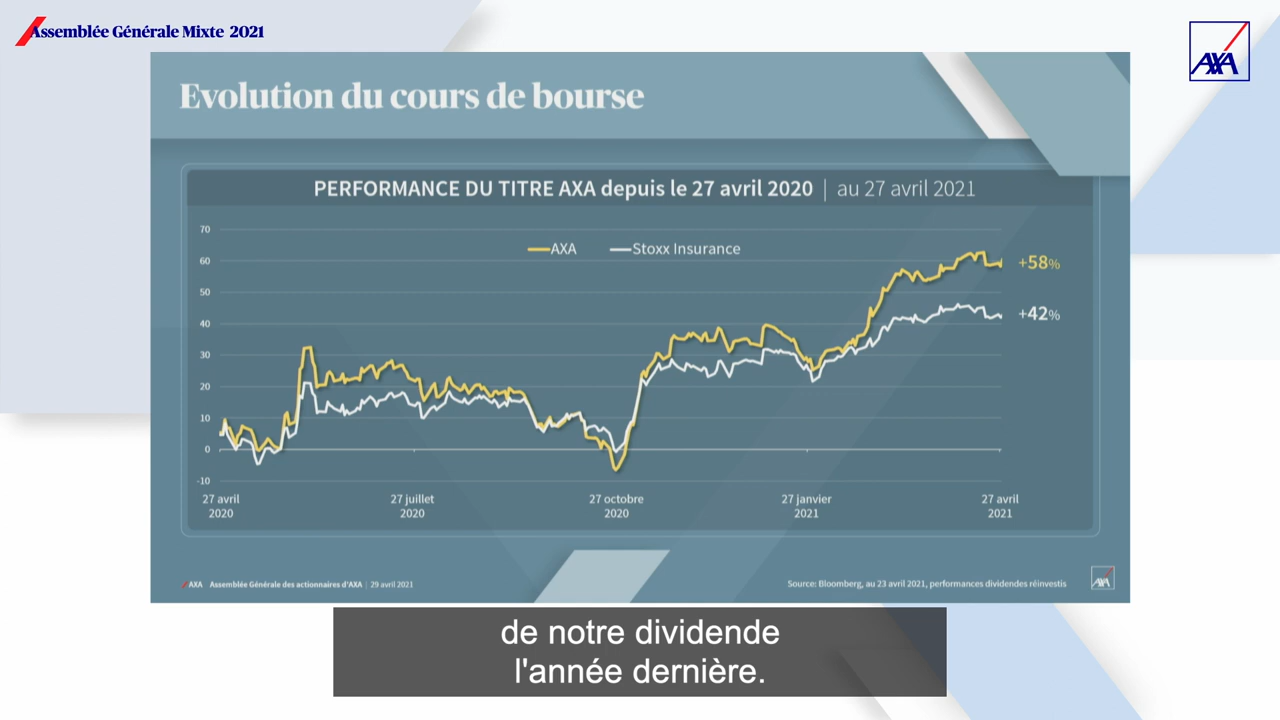 Assemblée Générale Mixte 2021
AXA
Evolution du cours de bourse
PERFORMANCE DU TITRE AXA depuis le 27 avril 2020 | au 27 avril 2021
AXA
Stoxx Insurance
70
60
50
40
30
20
10
0
-10
+58%
+42%
27 avril
2020
27 juillet
2020
27 octobre
2020
27 janvier
2021
27 avril
2021
AXA Assemblée Générale des actionnaires d'AXA | 29 avril 2021
Source: Bloomberg, au 23 avril 2021, performances dividendes réinvestis
AXA
de notre dividende
l'année dernière.